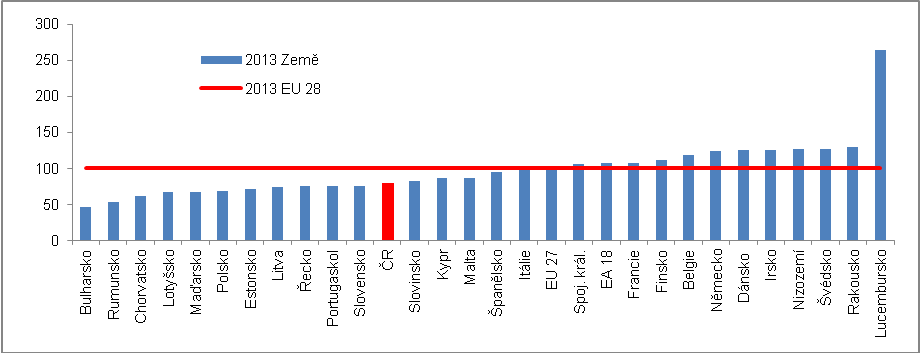 300
250
200
150
100
50
0
2013 Země
2013 EU 28
Bulharsko
Rumunsko
Chorvatsko
Lotyšsko
Maďarsko
Polsko
Estonsko
Litva
Řecko
Portugaskol
Slovensko
ČR
Slovinsko
Kypr
Malta
Španělsko
Itálie
EU 27
Spoj. král.
EA 18
Francie
Finsko
Belgie
Německo
Dánsko
Irsko
Nizozemí
Švédsko
Rakousko
Lucembursko